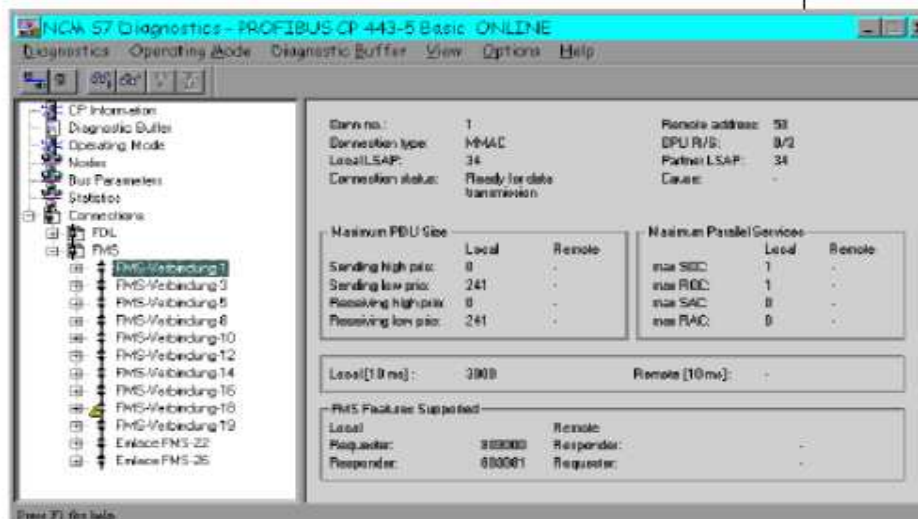 NCM S7 Diagnostics - PROFIBUS CP 443-5 Basic ONLINE
Diagnostics Operating Mode Diagnostic Buffer View Options Help
CP Information
Diagnostic Buffer
Operating Mode
Nodes
Bus Parameters
Statistics
Connections
FDL
FMS
FMS-Verbindung-1
FMS-Verbindung-3
FMS-Verbindung-5
FMS-Verbindung-8
FMS-Verbindung-10
FMS-Verbindung-12
FMS-Verbindung-14
FMS-Verbindung-16
FMS-Verbindung-18
FMS-Verbindung-19
Enlace FMS-22
Enlace FMS-26
Conn no.: 1 Remote address: 53
Connection type: MMAC CPU R/S: 0/3
Local LSAP: 34 Partner LSAP: 34
Connection status: Ready for data Cause: -
transmission
Maximum PDU Size
Local Remote
Sending high prio: 0 -
Sending low prio: 241 -
Receiving high prio: 0 -
Receiving low prio: 241 -
Maximum Parallel Services
Local Remote
max SCC: 1 -
max RCC: 1 -
max SAC: 0 -
max RAC: 0 -
Local [10 ms] : 3000 Remote [10 ms]: -
FMS Features Supported
Local Remote
Requester: Responder: -
Responder: Requester: -
Press F1 for help.